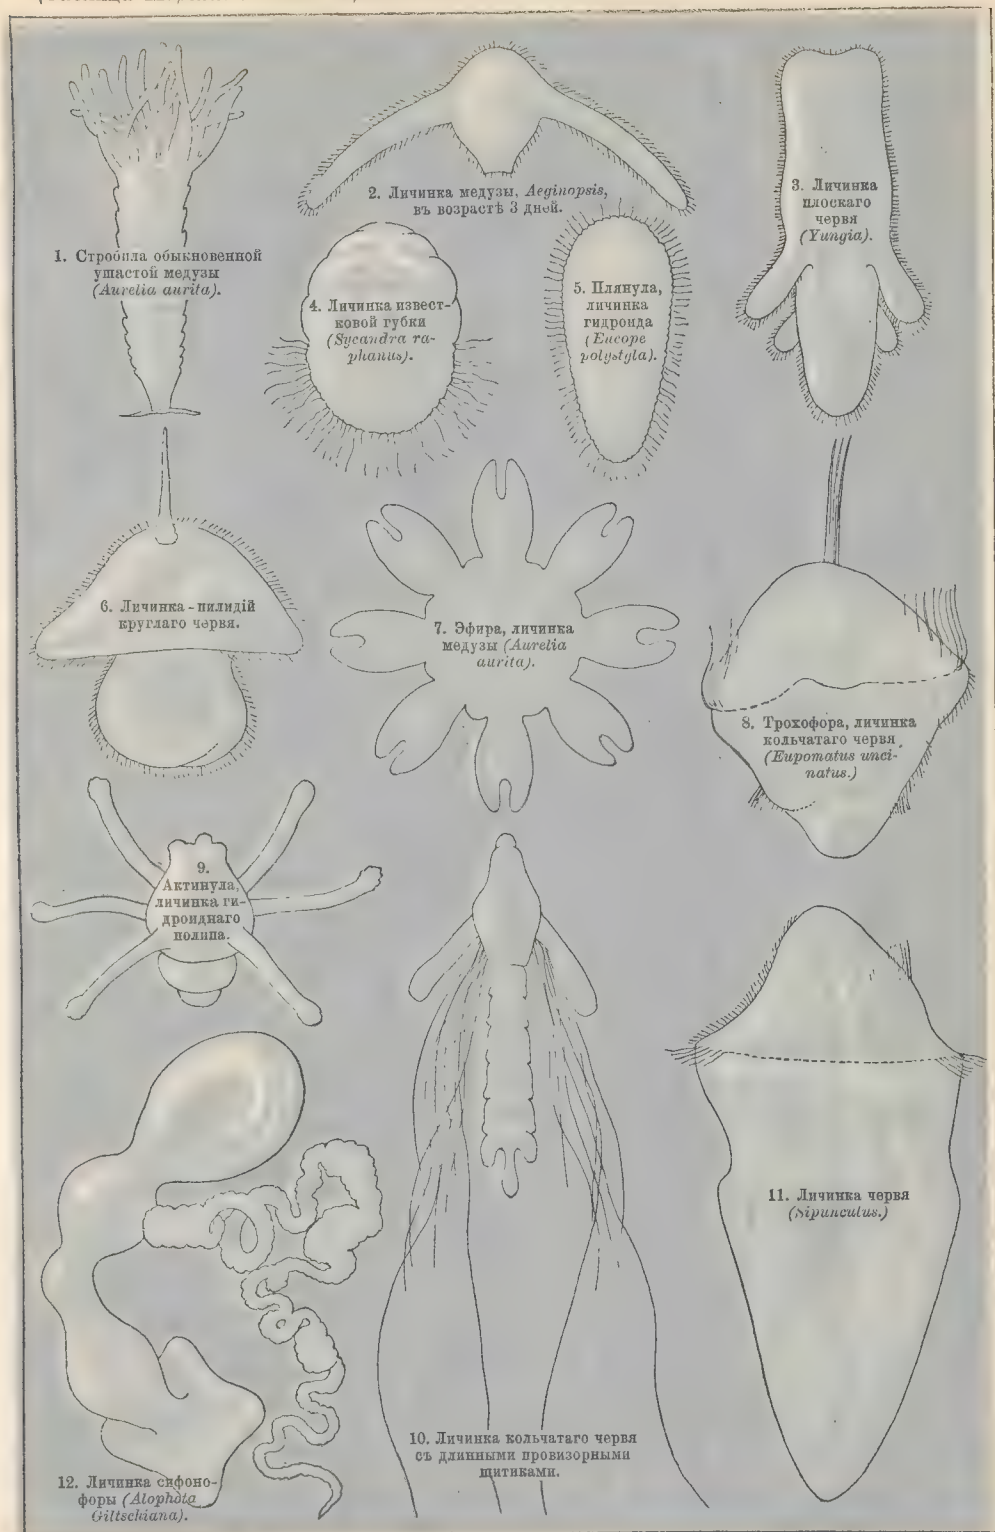 1. Стробила обыкновенной
ушастой медузы
(Aurelia aurita).
2. Личинка медузы, Aeginopsis,
въ возрастѣ 3 дней.
3. Личинка
плоскаго
червя
(Yungia).
4. Личинка извест-
ковой губки
(Sycandra ra-
phanus).
5. Плянула,
личинка
гидроида
(Eucope
polystyla).
6. Личинка-пилидій
круглаго червя.
7. Эфира, личинка
медузы (Aurelia
aurita).
8. Трохофора, личинка
кольчатаго червя
(Eupomatus unci-
natus.)
9.
Актинула,
личинка ги-
дроиднаго
полипа.
10. Личинка кольчатаго червя
съ длинными провизорными
щитиками.
11. Личинка червя
(Sipunculus.)
12. Личинка сифоно-
форы (Alophota
Giltschiana).